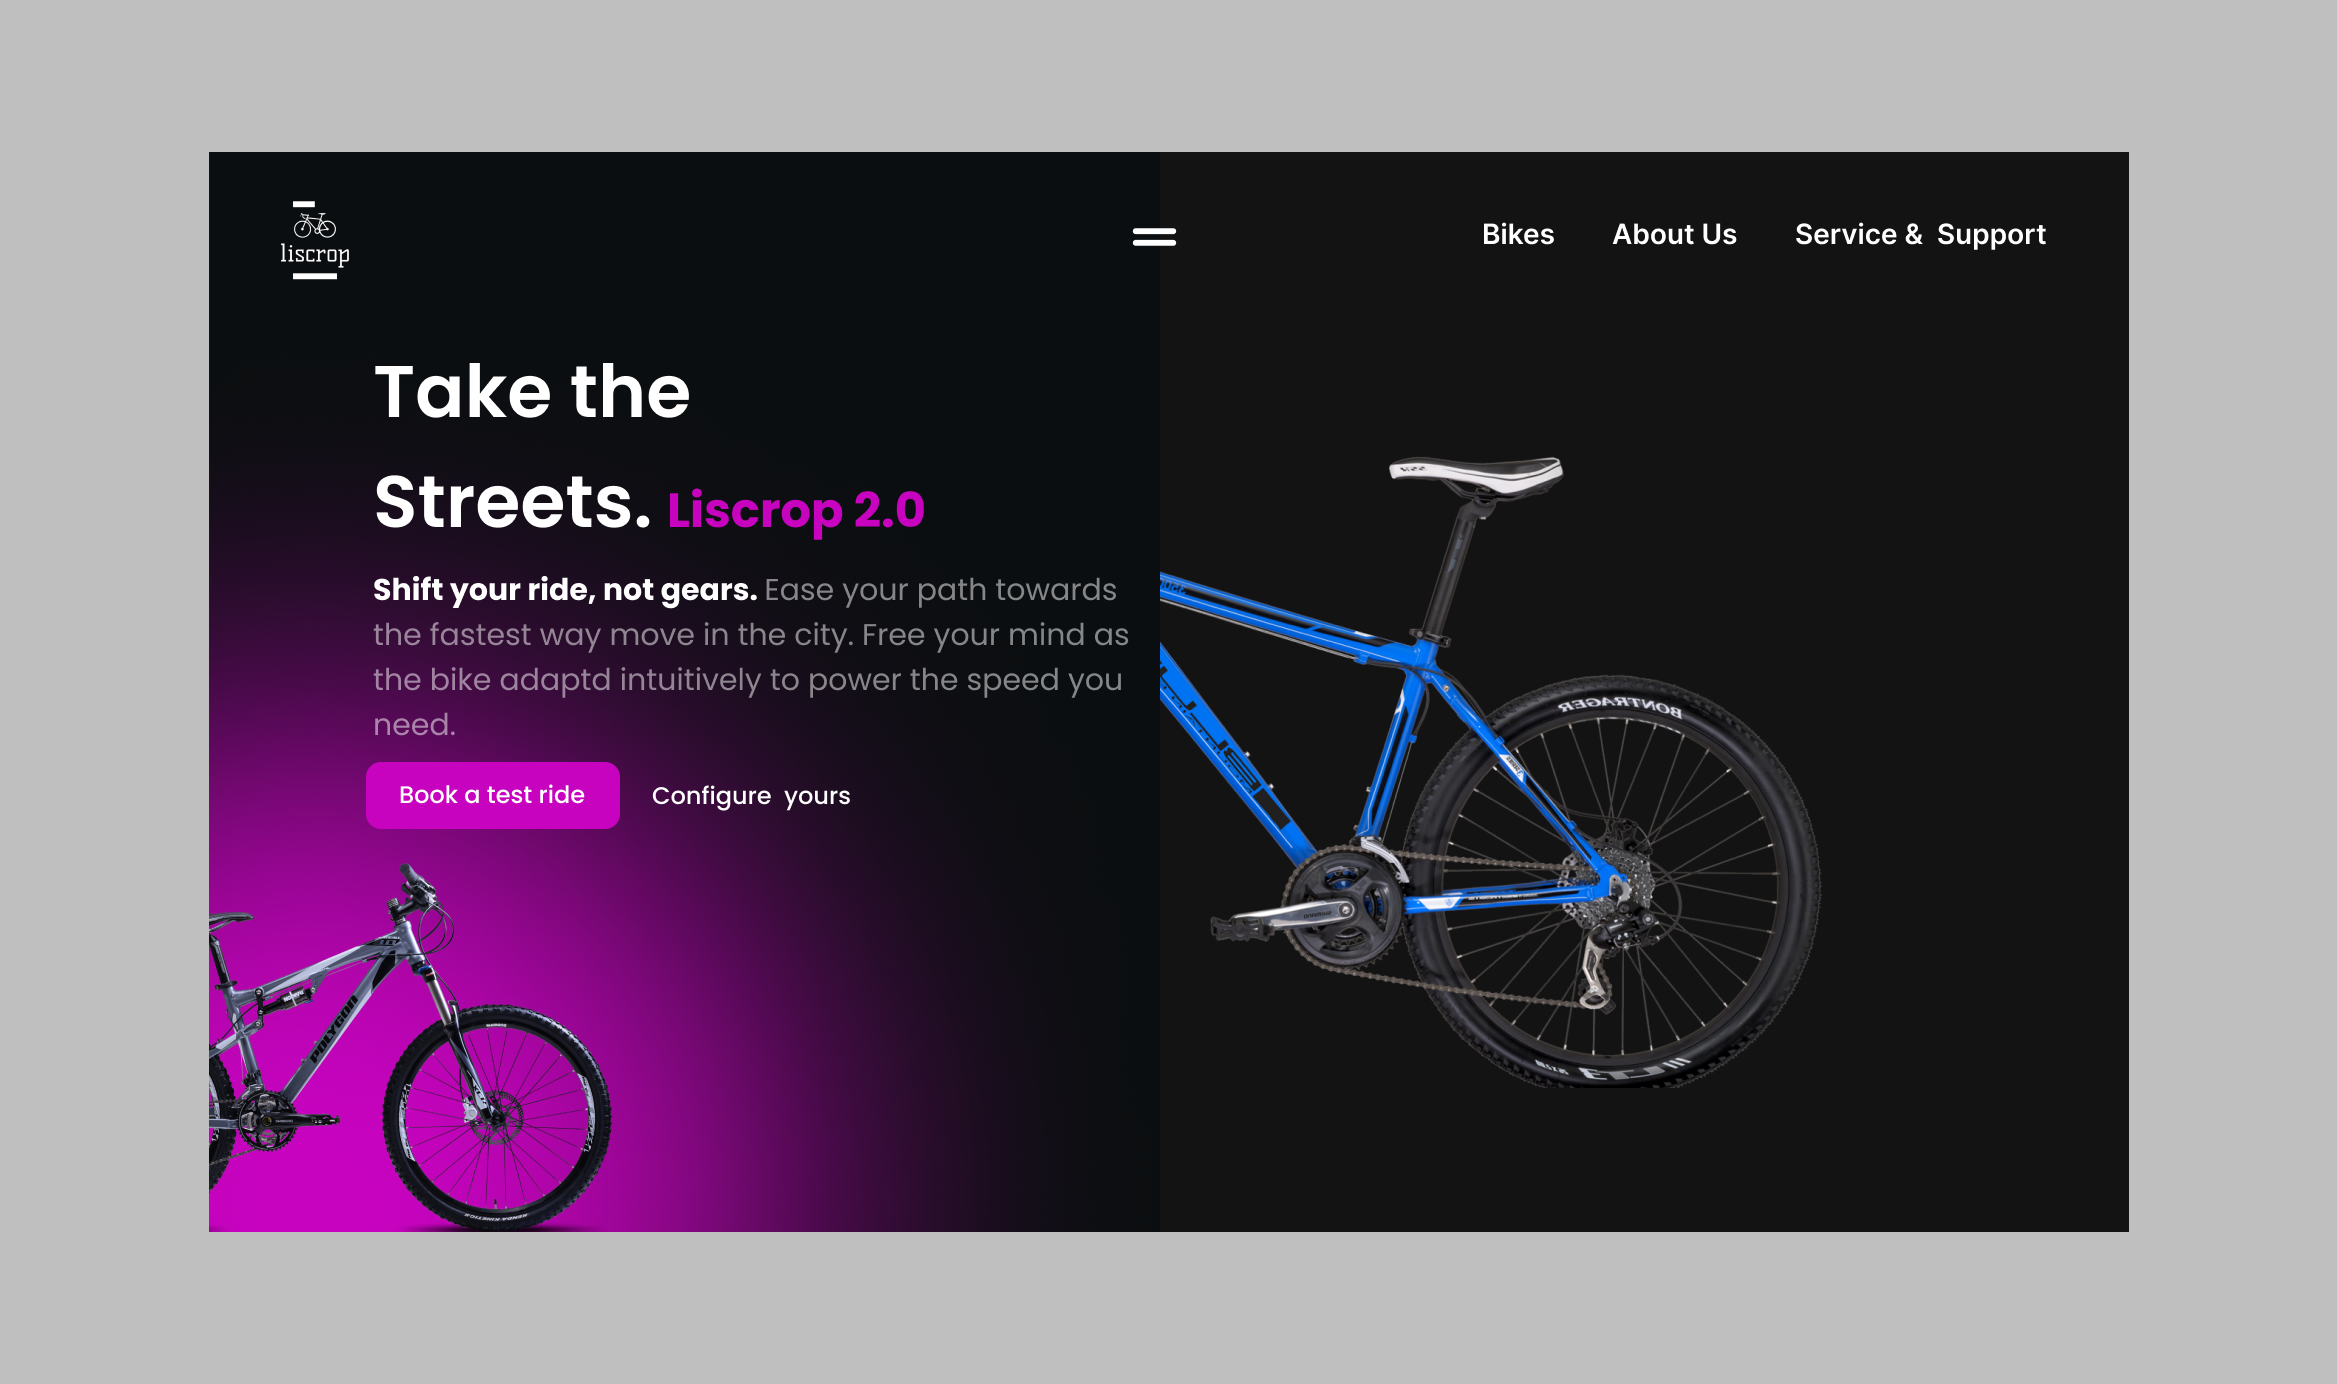 liscrop
Bikes About Us Service & Support
Take the
Streets. Liscrop 2.0
Shift your ride, not gears. Ease your path towards
the fastest way move in the city. Free your mind as
the bike adaptd intuitively to power the speed you
need.
Book a test ride Configure yours
POLYGON
BONTRAGER